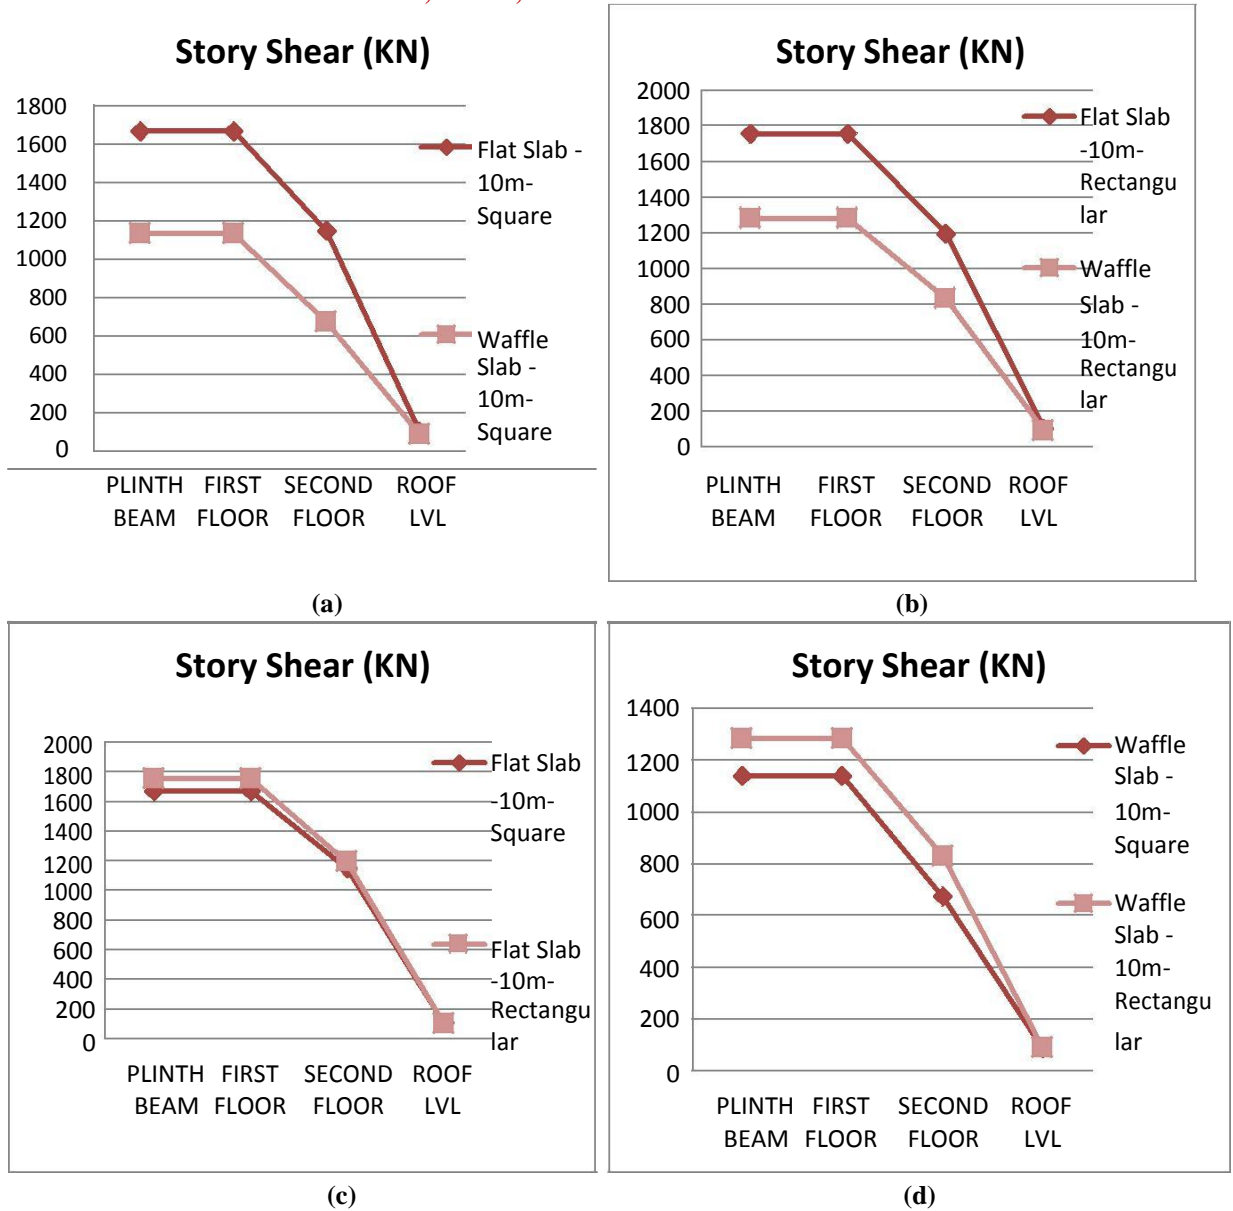 Story Shear (KN)
1800
1600
1400
1200
1000
800
600
400
200
0
Flat Slab -
10m-
Square
Waffle
Slab -
10m-
Square
PLINTH BEAM
FIRST FLOOR
SECOND FLOOR
ROOF LVL
(a)
Story Shear (KN)
2000
1800
1600
1400
1200
1000
800
600
400
200
0
Flat Slab
-10m-
Rectangu
lar
Waffle
Slab -
10m-
Rectangu
lar
PLINTH BEAM
FIRST FLOOR
SECOND FLOOR
ROOF LVL
(b)
Story Shear (KN)
2000
1800
1600
1400
1200
1000
800
600
400
200
0
Flat Slab
-10m-
Square
Flat Slab
-10m-
Rectangu
lar
PLINTH BEAM
FIRST FLOOR
SECOND FLOOR
ROOF LVL
(c)
Story Shear (KN)
1400
1200
1000
800
600
400
200
0
Waffle
Slab -
10m-
Square
Waffle
Slab -
10m-
Rectangu
lar
PLINTH BEAM
FIRST FLOOR
SECOND FLOOR
ROOF LVL
(d)